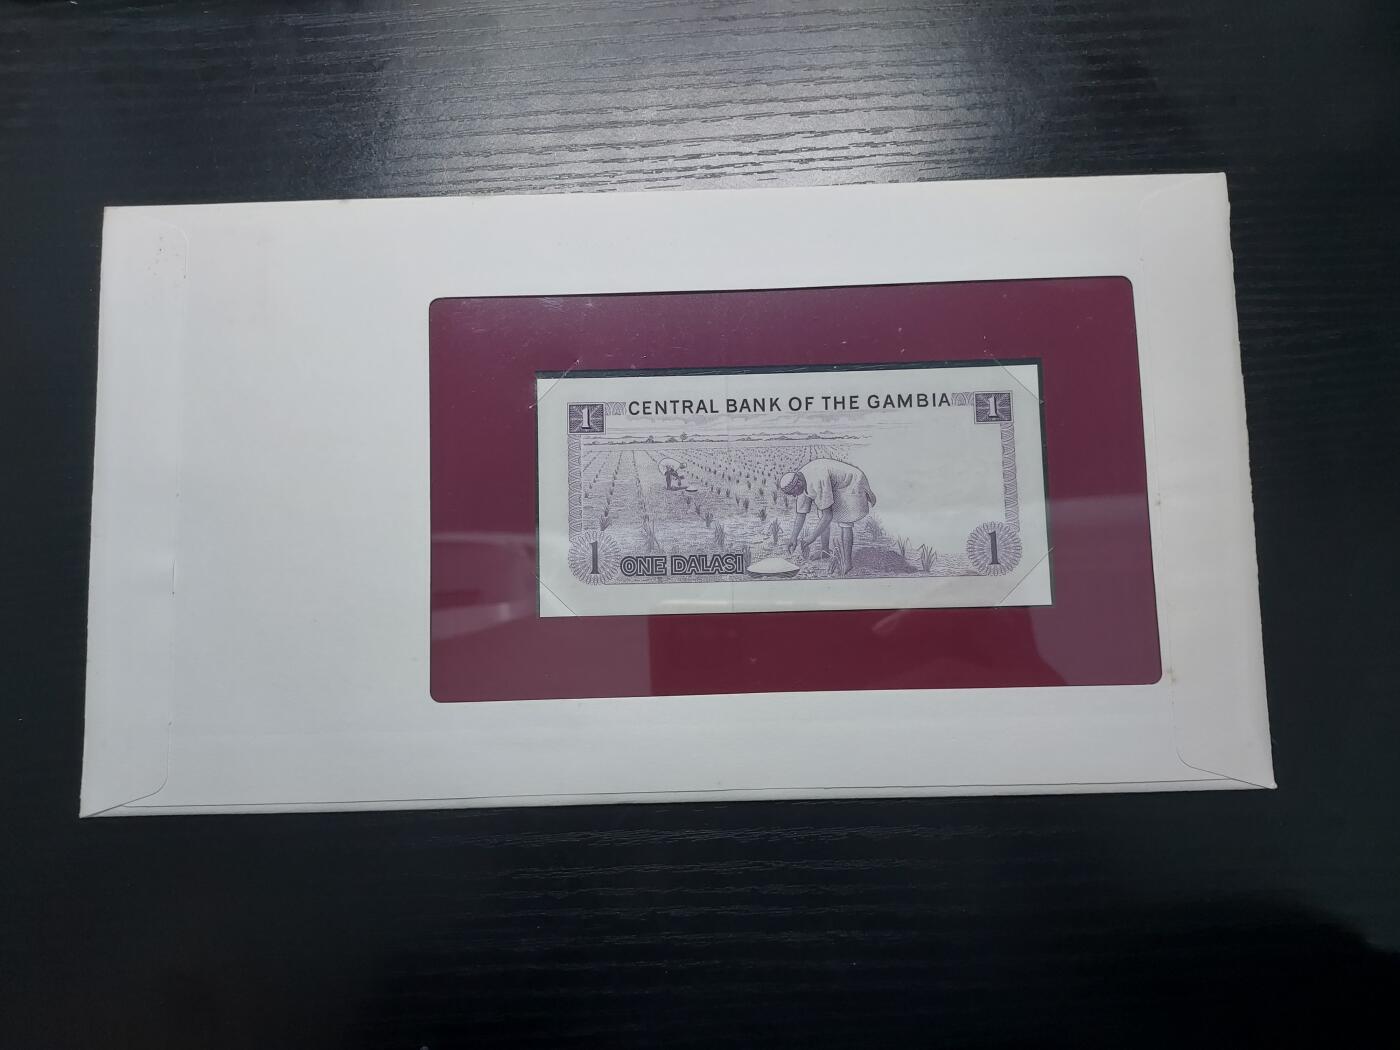 1 CENTRAL BANK OF THE GAMBIA 1
1 ONE DALASI 1